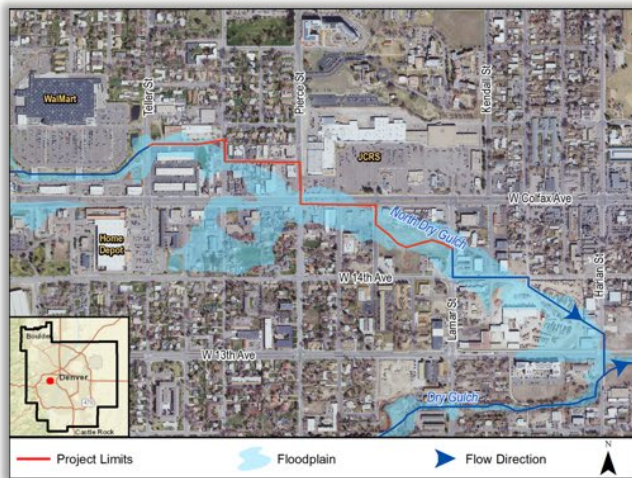 WalMart
Teller St
Pierce St
Kendall St
JCRS
W Colfax Ave
North Dry Gulch
Home
Depot
Harlan St
W 14th Ave
Lamar St
W 13th Ave
Dry Gulch
Boulder
Denver
470
Castle Rock
Project Limits
Floodplain
Flow Direction
N